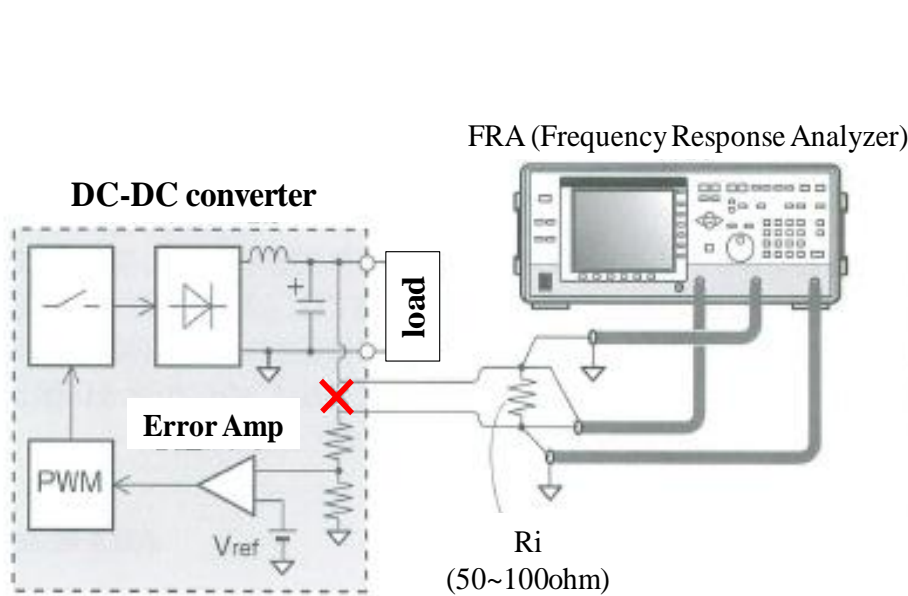 FRA (Frequency Response Analyzer)
DC-DC converter
load
Error Amp
PWM
Vref
Ri
(50~100ohm)